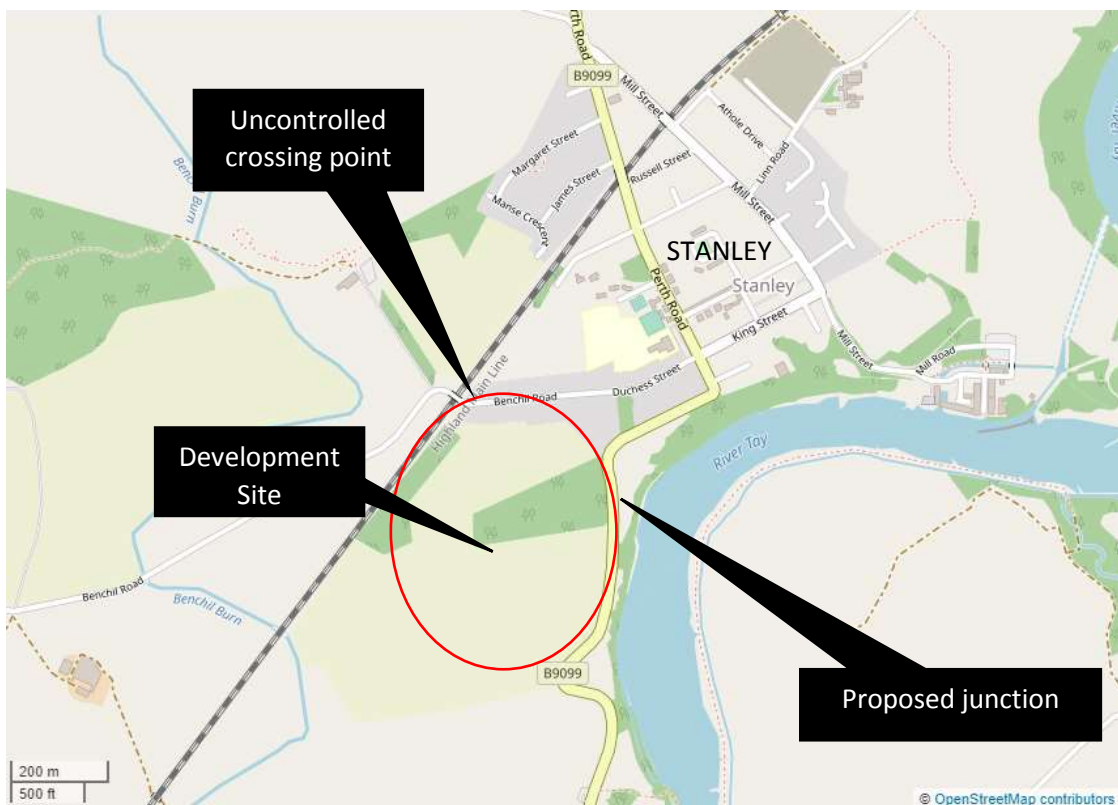 Perth Road
B9099
Mill Street
Uncontrolled
crossing point
Benchil Burn
Margaret Street
Athole Drive
Linn Road
Russell Street
James Street
Manse Crescent
Mill Street
STANLEY
Stanley
Perth Road
King Street
Mill Street
Mill Road
Highland Main Line
Duchess Street
Benchil Road
River Tay
Development
Site
Benchil Road
Benchil Burn
B9099
Proposed junction
200 m
500 ft
© OpenStreetMap contributors